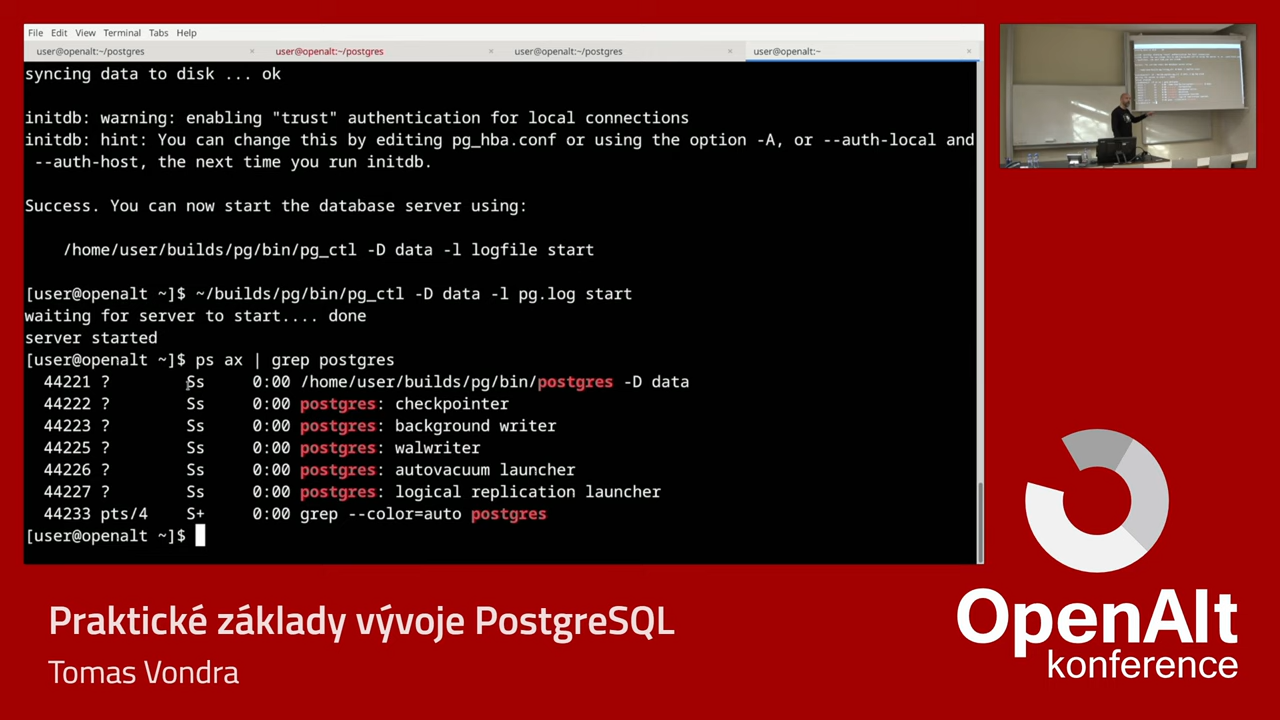 File Edit View Terminal Tabs Help
user@openalt:~/postgres × user@openalt:~/postgres × user@openalt:~/postgres × user@openalt:~ ×
syncing data to disk ... ok
initdb: warning: enabling "trust" authentication for local connections
initdb: hint: You can change this by editing pg_hba.conf or using the option -A, or --auth-local and
--auth-host, the next time you run initdb.
Success. You can now start the database server using:
/home/user/builds/pg/bin/pg_ctl -D data -l logfile start
[user@openalt ~]$ ~/builds/pg/bin/pg_ctl -D data -l pg.log start
waiting for server to start.... done
server started
[user@openalt ~]$ ps ax | grep postgres
44221 ? Ss 0:00 /home/user/builds/pg/bin/postgres -D data
44222 ? Ss 0:00 postgres: checkpointer
44223 ? Ss 0:00 postgres: background writer
44225 ? Ss 0:00 postgres: walwriter
44226 ? Ss 0:00 postgres: autovacuum launcher
44227 ? Ss 0:00 postgres: logical replication launcher
44233 pts/4 S+ 0:00 grep --color=auto postgres
[user@openalt ~]$
Praktické základy vývoje PostgreSQL
Tomas Vondra
OpenAlt
konference